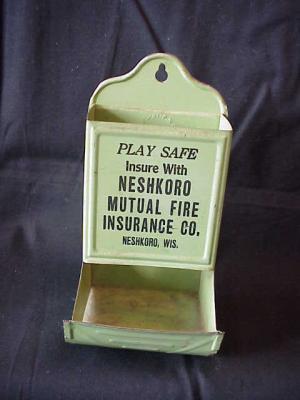 PLAY SAFE
Insure With
NESHKORO
MUTUAL FIRE
INSURANCE CO.
NESHKORO, WIS.